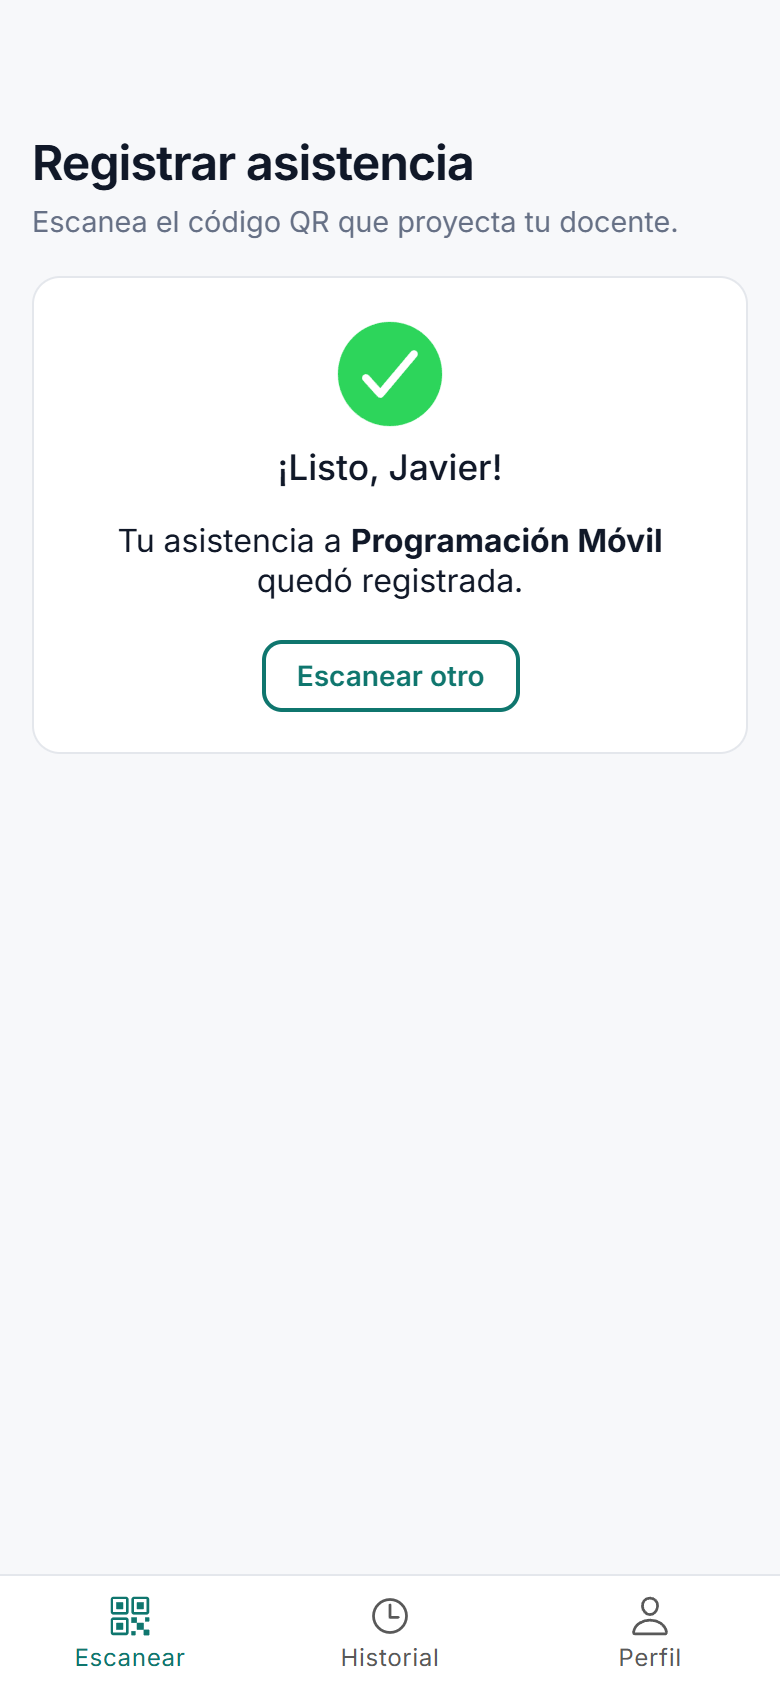 Registrar asistencia
Escanea el código QR que proyecta tu docente.
¡Listo, Javier!
Tu asistencia a Programación Móvil
quedó registrada.
Escanear otro
Escanear
Historial
Perfil